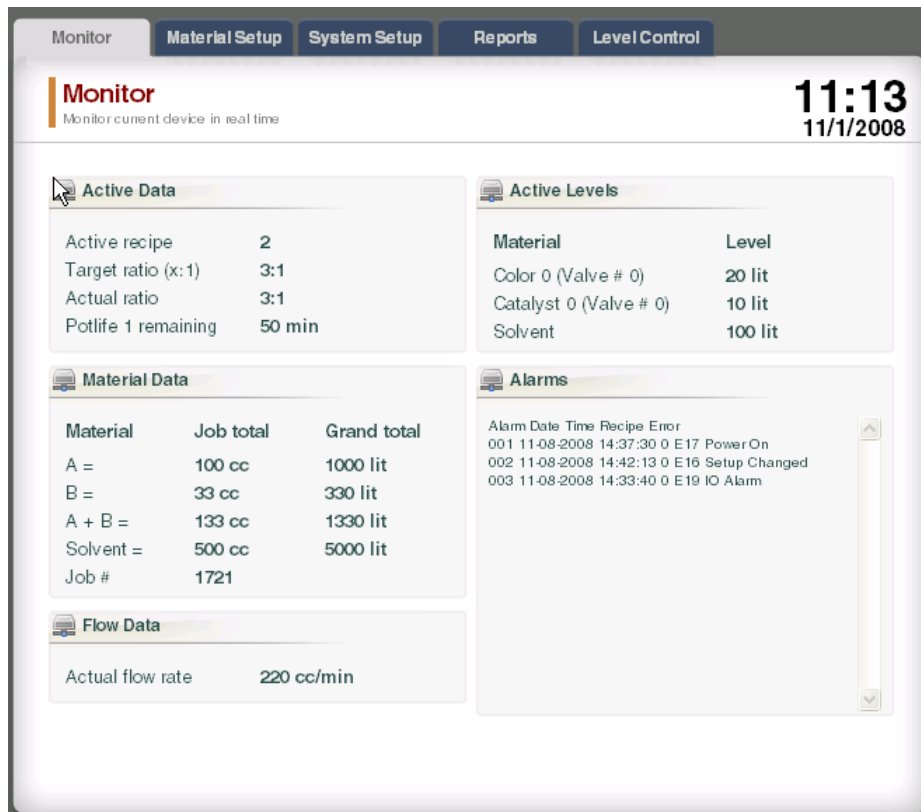 Monitor Material Setup System Setup Reports Level Control
Monitor
Monitor current device in real time
11:13
11/1/2008
Active Data
Active recipe 2
Target ratio (x:1) 3:1
Actual ratio 3:1
Potlife 1 remaining 50 min
Active Levels
Material Level
Color 0 (Valve # 0) 20 lit
Catalyst 0 (Valve # 0) 10 lit
Solvent 100 lit
Material Data
Material Job total Grand total
A = 100 cc 1000 lit
B = 33 cc 330 lit
A + B = 133 cc 1330 lit
Solvent = 500 cc 5000 lit
Job # 1721
Alarms
Alarm Date Time Recipe Error
001 11-08-2008 14:37:30 0 E17 Power On
002 11-08-2008 14:42:13 0 E16 Setup Changed
003 11-08-2008 14:33:40 0 E19 IO Alarm
Flow Data
Actual flow rate 220 cc/min